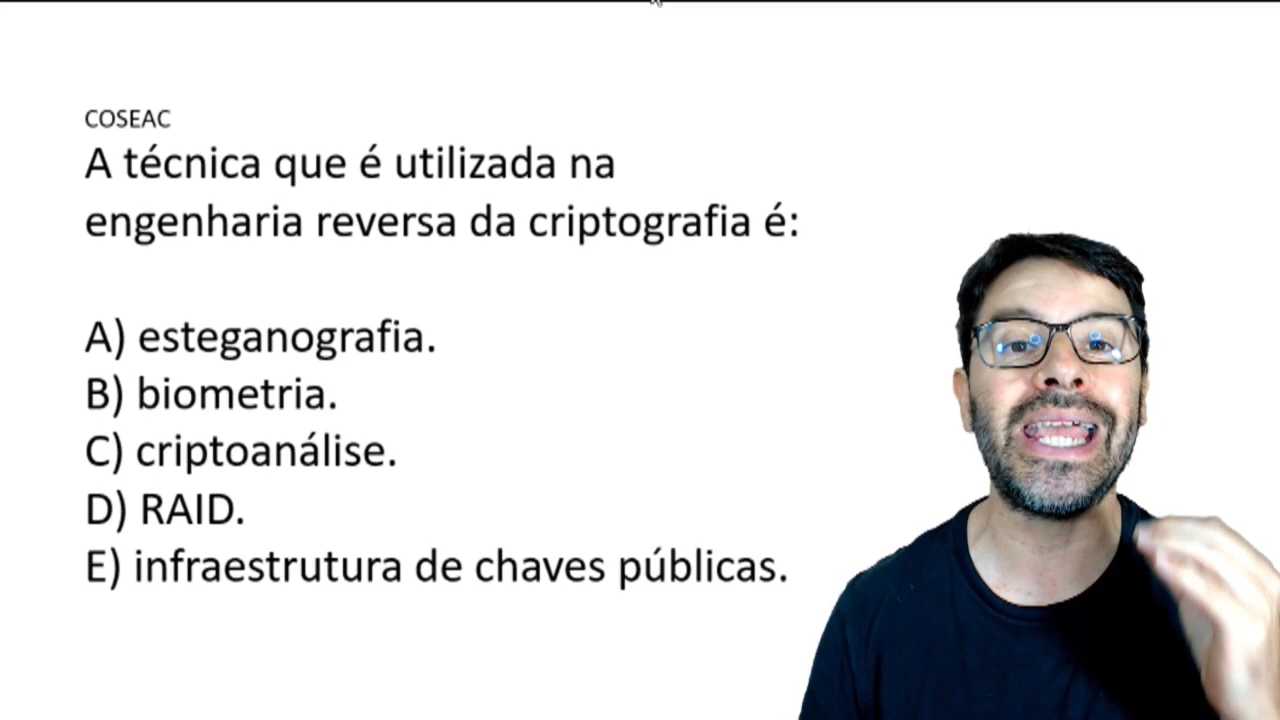 COSEAC
A técnica que é utilizada na
engenharia reversa da criptografia é:
A) esteganografia.
B) biometria.
C) criptoanálise.
D) RAID.
E) infraestrutura de chaves públicas.